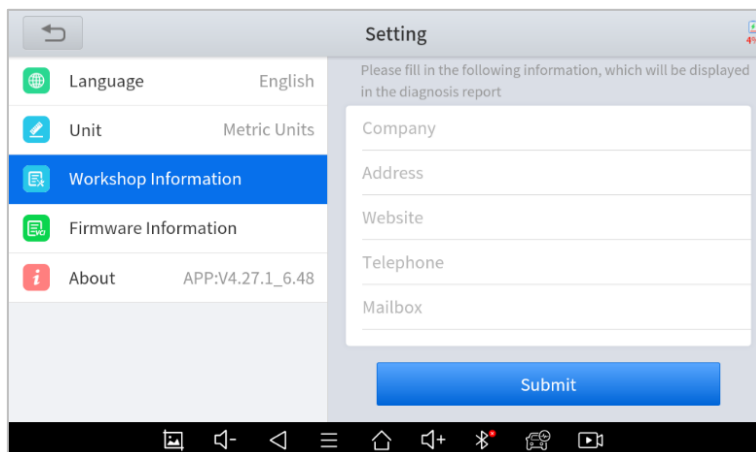 Setting
4%
Language English
Unit Metric Units
Workshop Information
Firmware Information
About APP:V4.27.1_6.48
Please fill in the following information, which will be displayed
in the diagnosis report
Company
Address
Website
Telephone
Mailbox
Submit